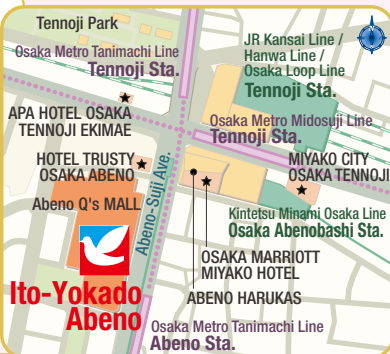 Tennoji Park
Osaka Metro Tanimachi Line
Tennoji Sta.
JR Kansai Line /
Hanwa Line /
Osaka Loop Line
Tennoji Sta.
APA HOTEL OSAKA
TENNOJI EKIMAE
Osaka Metro Midosuji Line
Tennoji Sta.
HOTEL TRUSTY
OSAKA ABENO
MIYAKO CITY
OSAKA TENNOJI
Abeno Q's MALL
Abeno-Suji Ave.
Kintetsu Minami Osaka Line
Osaka Abenobashi Sta.
OSAKA MARRIOTT
MIYAKO HOTEL
ABENO HARUKAS
Ito-Yokado
Abeno
Osaka Metro Tanimachi Line
Abeno Sta.